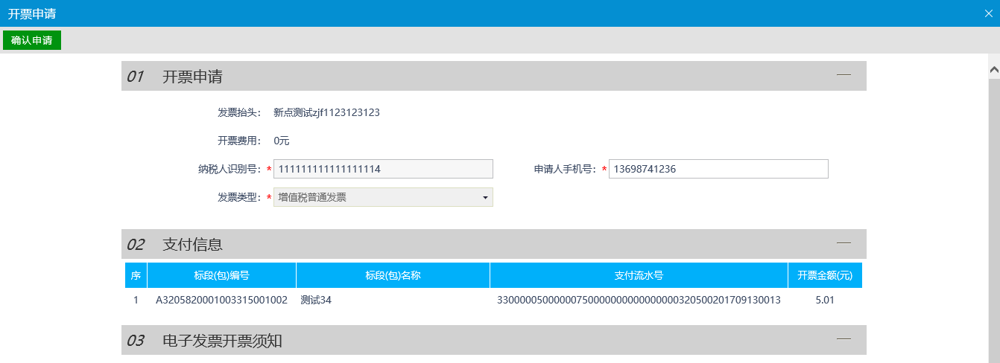 开票申请
确认申请
01 开票申请
发票抬头： 新点测试zjf1123123123
开票费用： 0元
纳税人识别号：* 111111111111111114 申请人手机号：* 13698741236
发票类型：* 增值税普通发票
02 支付信息
序 标段(包)编号 标段(包)名称 支付流水号 开票金额(元)
1 A3205820001003315001002 测试34 3300000500000075000000000000000320500201709130013 5.01
03 电子发票开票须知